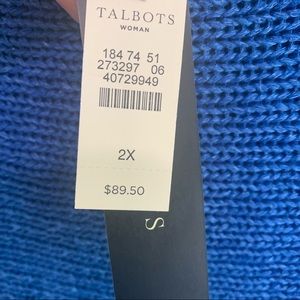 TALBOTS
WOMAN
184 74 51
273297 06
40729949
2X
$89.50
S